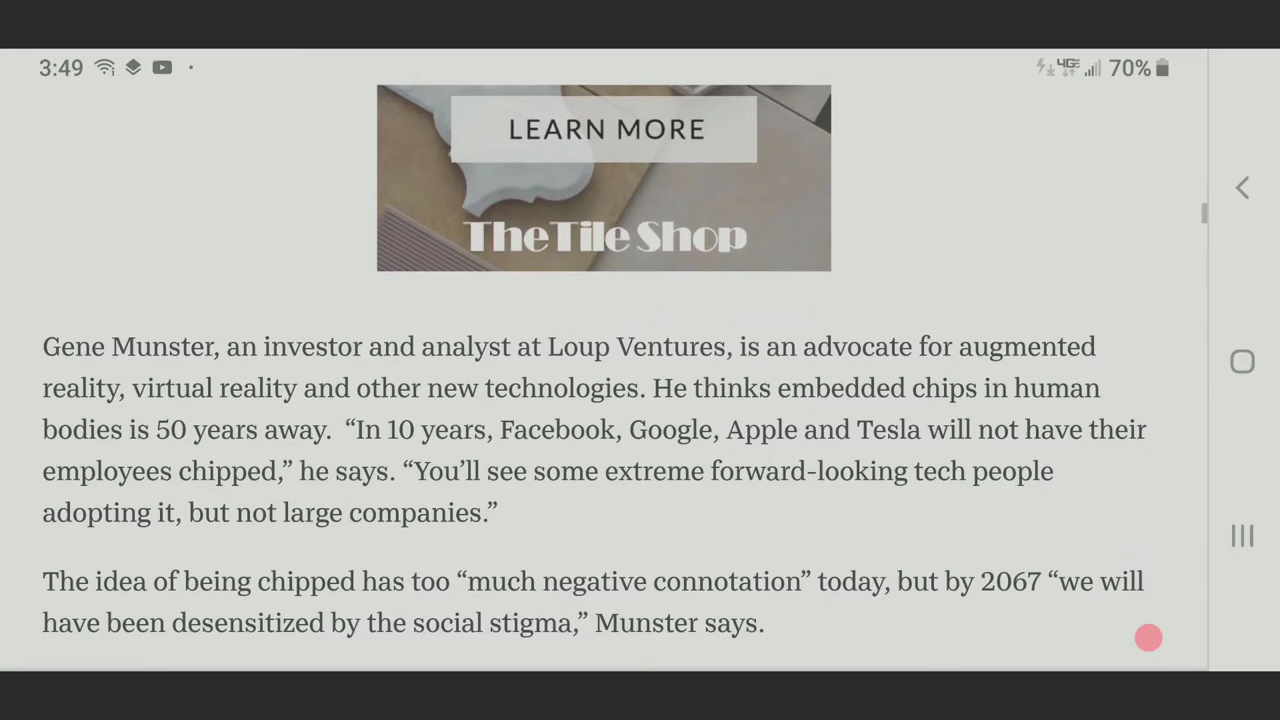 3:49
4GE 70%
LEARN MORE
The Tile Shop
Gene Munster, an investor and analyst at Loup Ventures, is an advocate for augmented
reality, virtual reality and other new technologies. He thinks embedded chips in human
bodies is 50 years away.  “In 10 years, Facebook, Google, Apple and Tesla will not have their
employees chipped,” he says. “You’ll see some extreme forward-looking tech people
adopting it, but not large companies.”
The idea of being chipped has too “much negative connotation” today, but by 2067 “we will
have been desensitized by the social stigma,” Munster says.